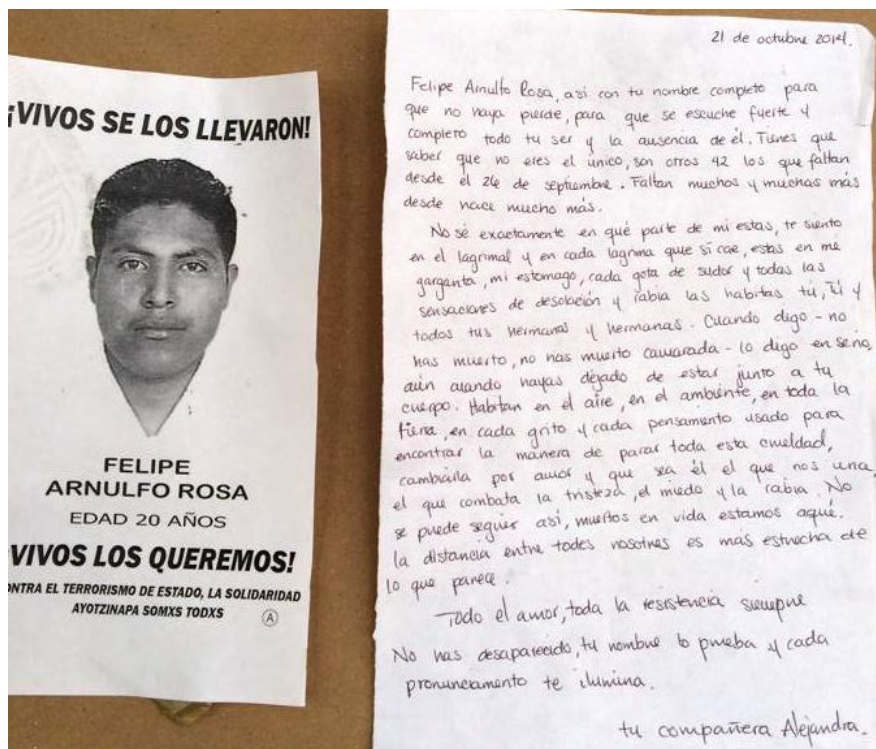 ¡VIVOS SE LOS LLEVARON!
FELIPE
ARNULFO ROSA
EDAD 20 AÑOS
¡VIVOS LOS QUEREMOS!
CONTRA EL TERRORISMO DE ESTADO, LA SOLIDARIDAD
AYOTZINAPA SOMXS TODXS
A
21 de octubre 2014.
Felipe Arnulfo Rosa, así con tu nombre completo para
que no haya pierde, para que se escuche fuerte y
completo todo tu ser y la ausencia de él. Tienes que
saber que no eres el único, son otros 42 los que faltan
desde el 26 de septiembre. Faltan muchos y muchas más
desde hace mucho más.
No sé exactamente en qué parte de mi estas, te siento
en el lagrimal y en cada lagrima que si cae, estas en mi
garganta, mi estomago, cada gota de sudor y todas las
sensaciones de desolación y rabia las habitas tú, tú y
todos tus hermanos y hermanas. Cuando digo - no
has muerto, no has muerto camarada - lo digo en serio,
aún cuando hayas dejado de estar junto a tu
cuerpo. Habitan en el aire, en el ambiente, en toda la
tierra, en cada grito y cada pensamiento usado para
encontrar la manera de parar toda esta crueldad,
cambiarla por amor y que sea él el que nos una,
el que combata la tristeza, el miedo y la rabia. No
se puede seguir así, muertos en vida estamos aquí.
la distancia entre todes nosotres es más estrecha de
lo que parece.
Todo el amor, toda la resistencia siempre
No has desaparecido, tu nombre lo prueba y cada
pronunciamiento te ilumina.
tu compañera Alejandra.